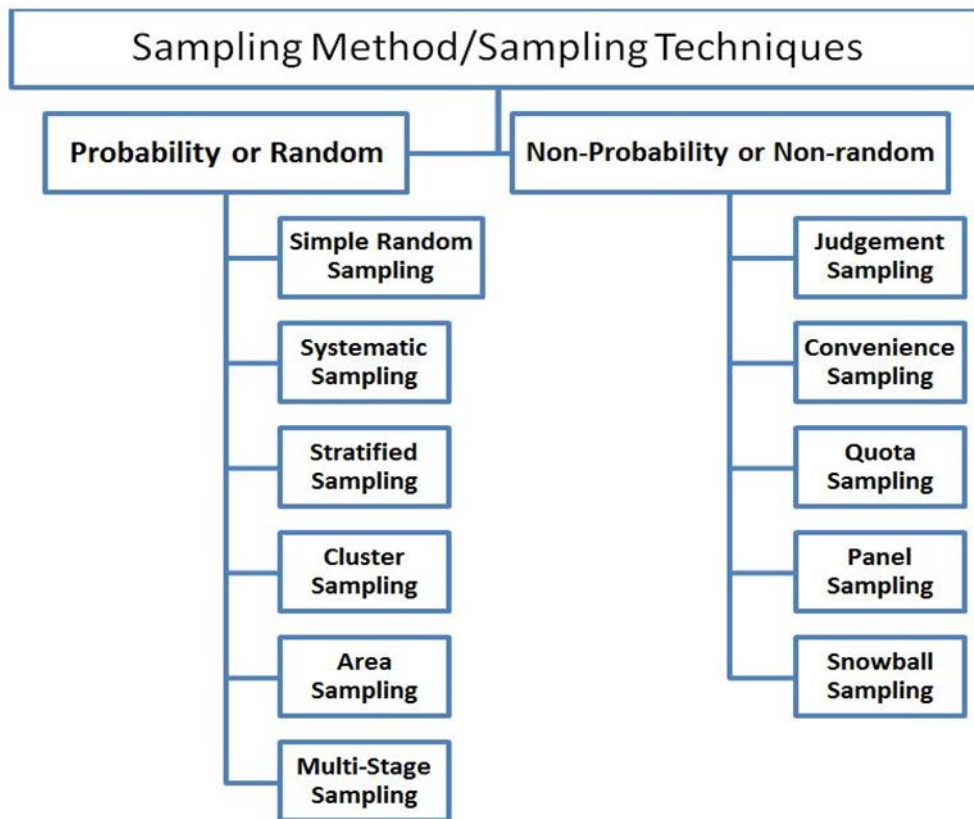 Sampling Method/Sampling Techniques
Probability or Random
Non-Probability or Non-random
Simple Random
Sampling
Systematic
Sampling
Stratified
Sampling
Cluster
Sampling
Area
Sampling
Multi-Stage
Sampling
Judgement
Sampling
Convenience
Sampling
Quota
Sampling
Panel
Sampling
Snowball
Sampling